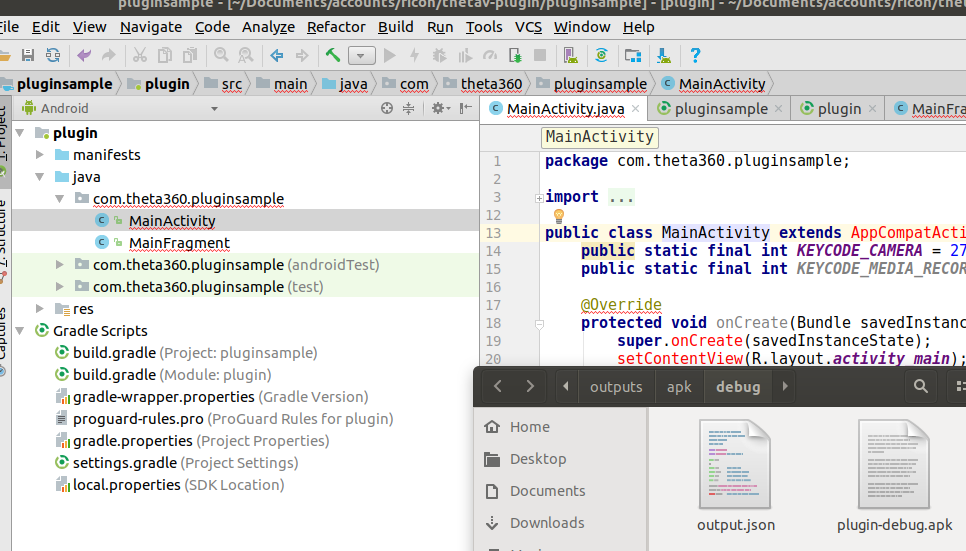 pluginsample - [~/Documents/accounts/ricoh/thetav-plugin/pluginsample] - [plugin] - ~/Documents/accounts/ricoh/the
File Edit View Navigate Code Analyze Refactor Build Run Tools VCS Window Help
pluginsample plugin src main java com theta360 pluginsample MainActivity
Android
1: Project
7: Structure
Captures
plugin
manifests
java
com.theta360.pluginsample
MainActivity
MainFragment
com.theta360.pluginsample (androidTest)
com.theta360.pluginsample (test)
res
Gradle Scripts
build.gradle (Project: pluginsample)
build.gradle (Module: plugin)
gradle-wrapper.properties (Gradle Version)
proguard-rules.pro (ProGuard Rules for plugin)
gradle.properties (Project Properties)
settings.gradle (Project Settings)
local.properties (SDK Location)
MainActivity.java pluginsample plugin MainFra
MainActivity
1 package com.theta360.pluginsample;
2
3 import ...
12
13 public class MainActivity extends AppCompatActi
14 public static final int KEYCODE_CAMERA = 27
15 public static final int KEYCODE_MEDIA_RECOR
16
17 @Override
18 protected void onCreate(Bundle savedInstanc
19 super.onCreate(savedInstanceState);
20 setContentView(R.layout.activity_main);
outputs apk debug
Home
Desktop
Documents
Downloads
output.json
plugin-debug.apk